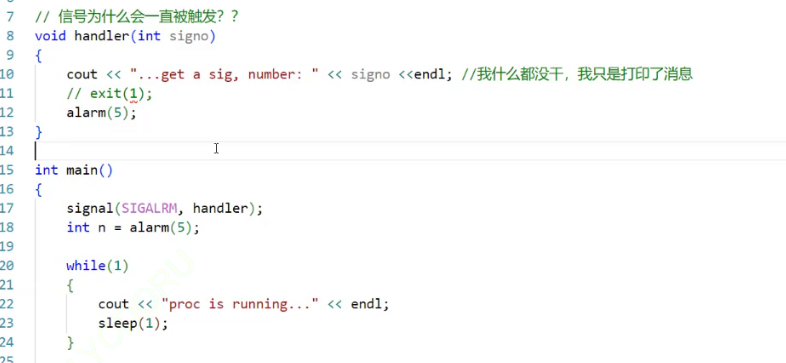 7 // 信号为什么会一直被触发？？
8 void handler(int signo)
9 {
10 cout << "...get a sig, number: " << signo <<endl; //我什么都没干，我只是打印了消息
11 // exit(1);
12 alarm(5);
13 }
14
15 int main()
16 {
17 signal(SIGALRM, handler);
18 int n = alarm(5);
19
20 while(1)
21 {
22 cout << "proc is running..." << endl;
23 sleep(1);
24 }
25